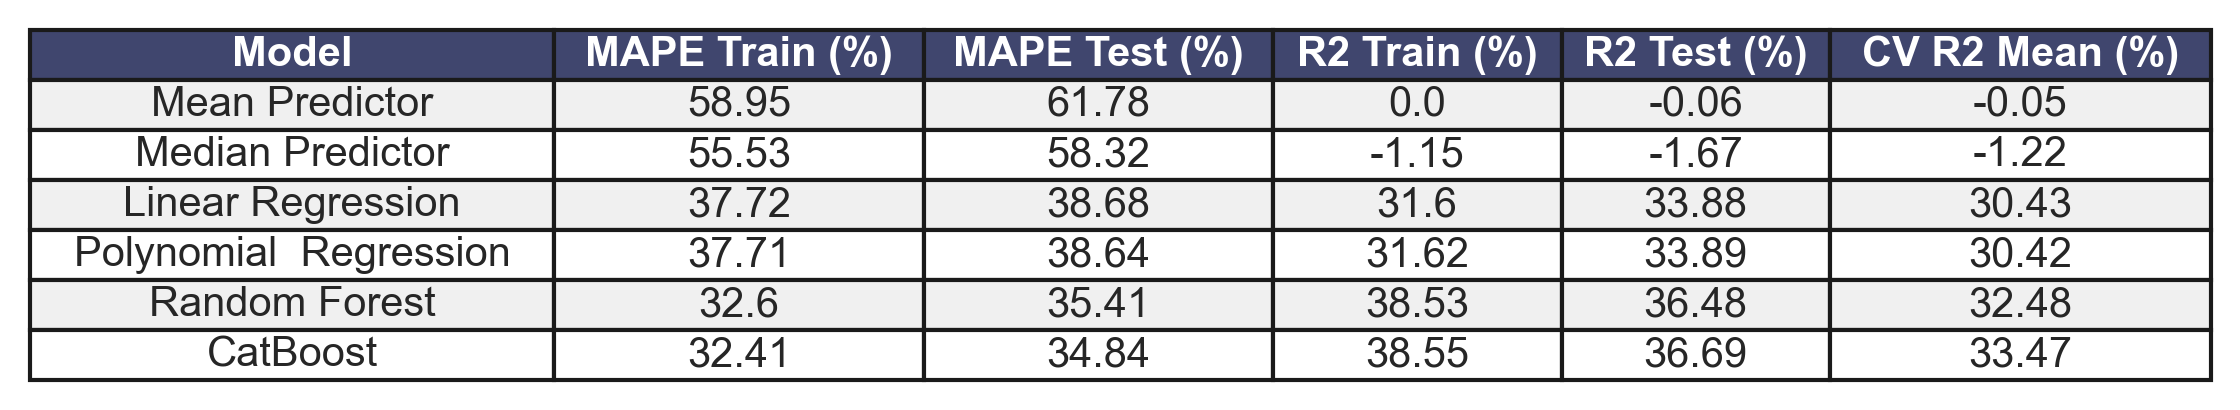 Model MAPE Train (%) MAPE Test (%) R2 Train (%) R2 Test (%) CV R2 Mean (%)
Mean Predictor 58.95 61.78 0.0 -0.06 -0.05
Median Predictor 55.53 58.32 -1.15 -1.67 -1.22
Linear Regression 37.72 38.68 31.6 33.88 30.43
Polynomial  Regression 37.71 38.64 31.62 33.89 30.42
Random Forest 32.6 35.41 38.53 36.48 32.48
CatBoost 32.41 34.84 38.55 36.69 33.47